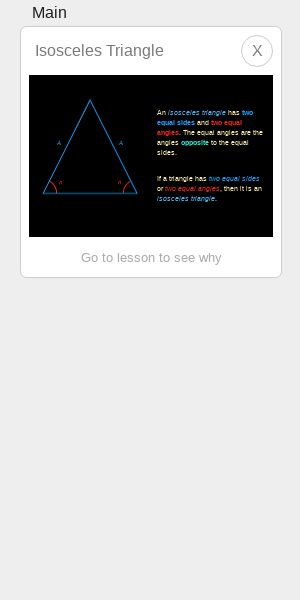 Main
Isosceles Triangle
X
An isosceles triangle has two
equal sides and two equal
angles. The equal angles are the
angles opposite to the equal
sides.
A
A
If a triangle has two equal sides
or two equal angles, then it is an
isosceles triangle.
Go to lesson to see why